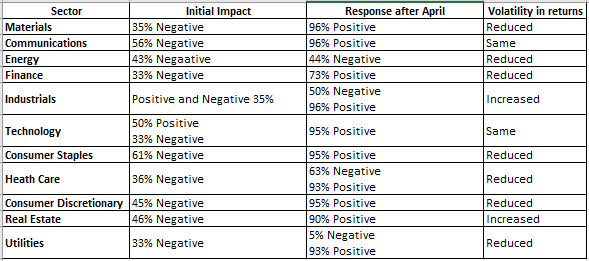 Sector Initial Impact Response after April Volatility in returns
Materials 35% Negative 96% Positive Reduced
Communications 56% Negative 96% Positive Same
Energy 43% Negaative 44% Negative Reduced
Finance 33% Negative 73% Positive Reduced
Industrials Positive and Negative 35% 50% Negative Increased
96% Positive
Technology 50% Positive 95% Positive Same
33% Negative
Consumer Staples 61% Negative 95% Positive Reduced
Heath Care 36% Negative 63% Negative Reduced
93% Positive
Consumer Discretionary 45% Negative 95% Positive Reduced
Real Estate 46% Negative 90% Positive Increased
Utilities 33% Negative 5% Negative Reduced
93% Positive